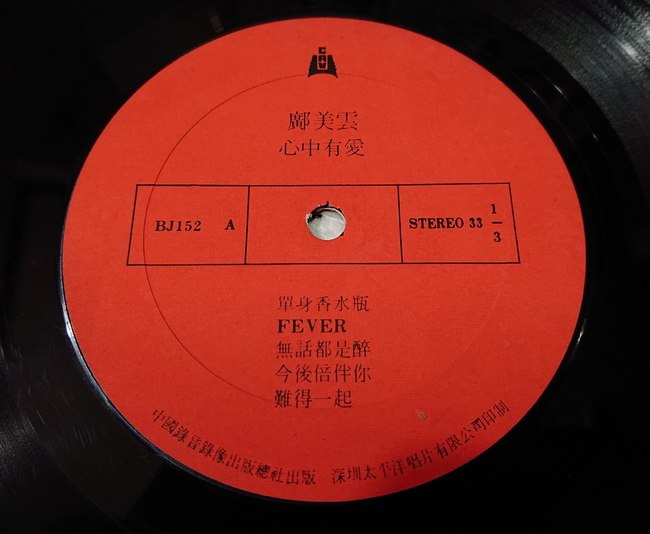 鄺美雲
心中有愛
BJ152 A
STEREO 33 1/3
單身香水瓶
FEVER
無話都是醉
今後倍伴你
難得一起
中國錄音錄像出版總社出版 深圳太平洋唱片有限公司印制